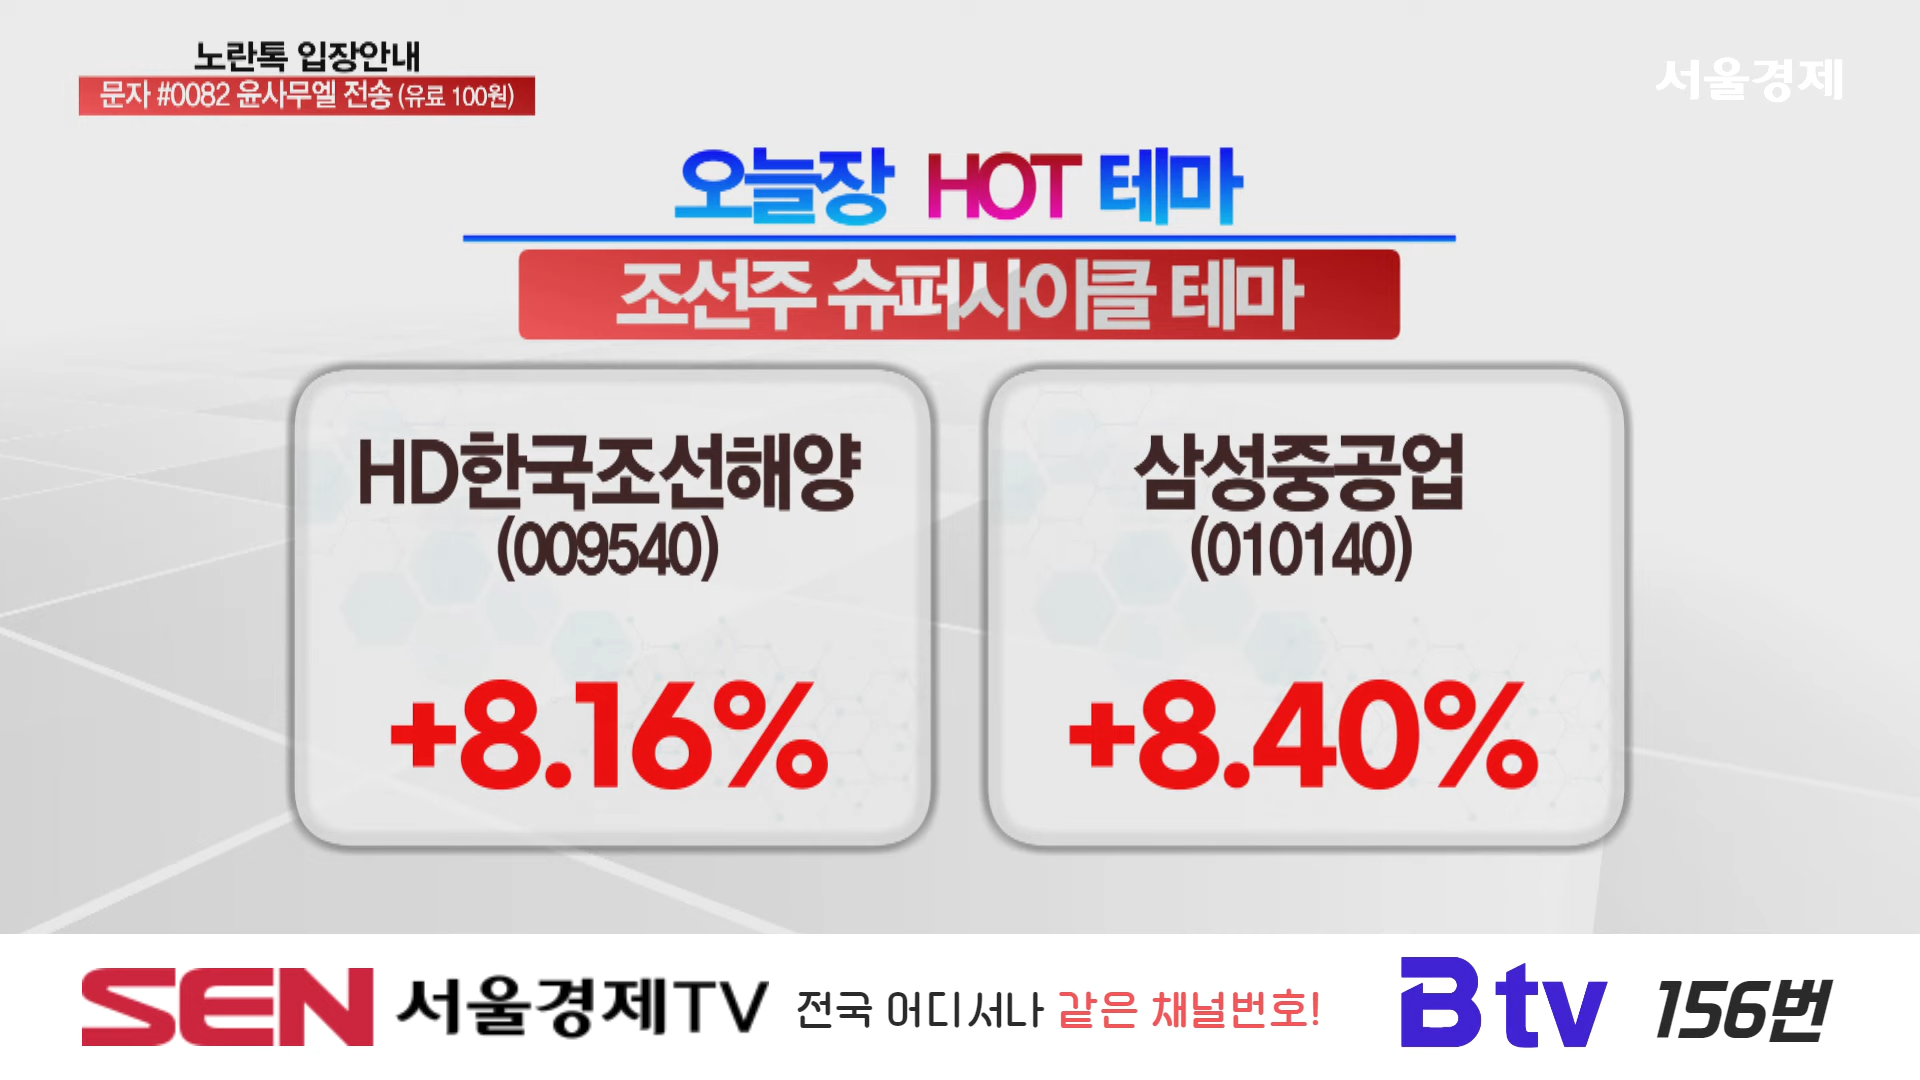 노란톡 입장안내
문자 #0082 윤사무엘 전송 (유료 100원)
서울경제
오늘장 HOT 테마
조선주 슈퍼사이클 테마
HD한국조선해양
(009540)
+8.16%
삼성중공업
(010140)
+8.40%
SEN 서울경제TV 전국 어디서나 같은 채널번호! B tv 156번